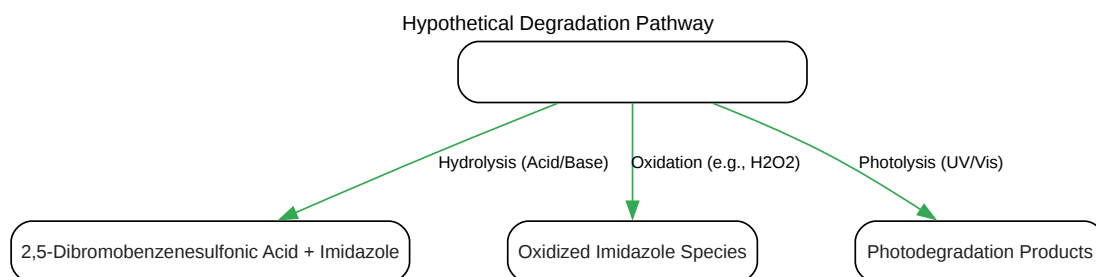 Hypothetical Degradation Pathway
Hydrolysis (Acid/Base)
Oxidation (e.g., H2O2)
Photolysis (UV/Vis)
2,5-Dibromobenzenesulfonic Acid + Imidazole
Oxidized Imidazole Species
Photodegradation Products